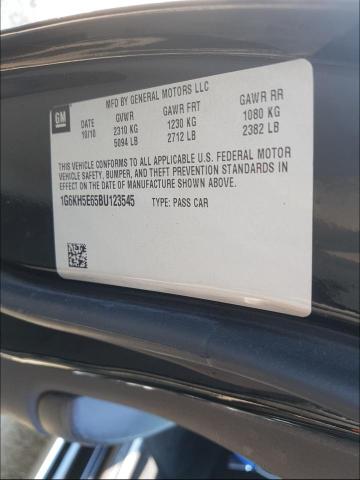 GM
MFD BY GENERAL MOTORS LLC
DATE GVWR GAWR FRT GAWR RR
10/10 2310 KG 1230 KG 1080 KG
5094 LB 2712 LB 2382 LB
THIS VEHICLE CONFORMS TO ALL APPLICABLE U.S. FEDERAL MOTOR
VEHICLE SAFETY, BUMPER, AND THEFT PREVENTION STANDARDS
IN EFFECT ON THE DATE OF MANUFACTURE SHOWN ABOVE.
1G6KH5E65BU123545 TYPE: PASS CAR